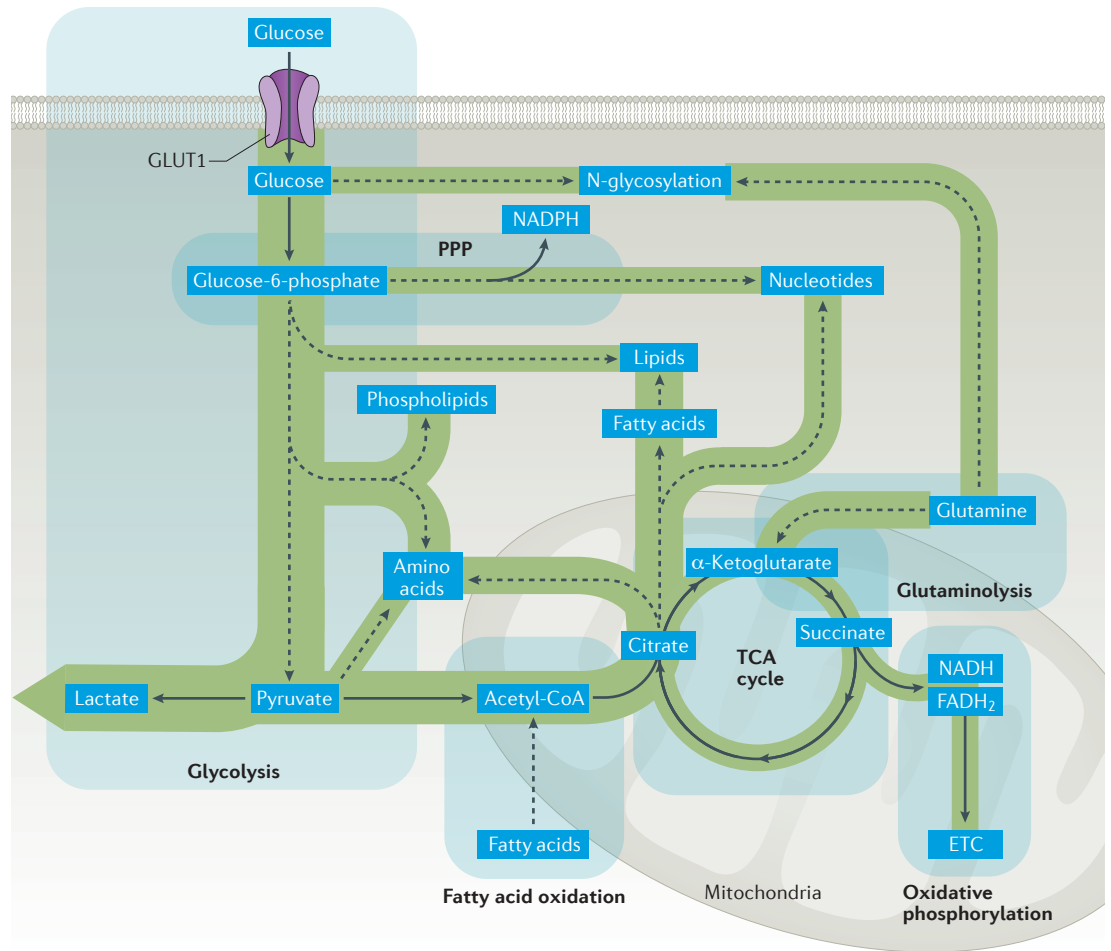 Glucose
GLUT1
Glucose
N-glycosylation
NADPH
PPP
Glucose-6-phosphate
Nucleotides
Lipids
Phospholipids
Fatty acids
Glutamine
α-Ketoglutarate
Amino
acids
Glutaminolysis
Succinate
Citrate
TCA
cycle
NADH
FADH₂
Lactate
Pyruvate
Acetyl-CoA
Glycolysis
Fatty acids
ETC
Fatty acid oxidation
Mitochondria
Oxidative
phosphorylation